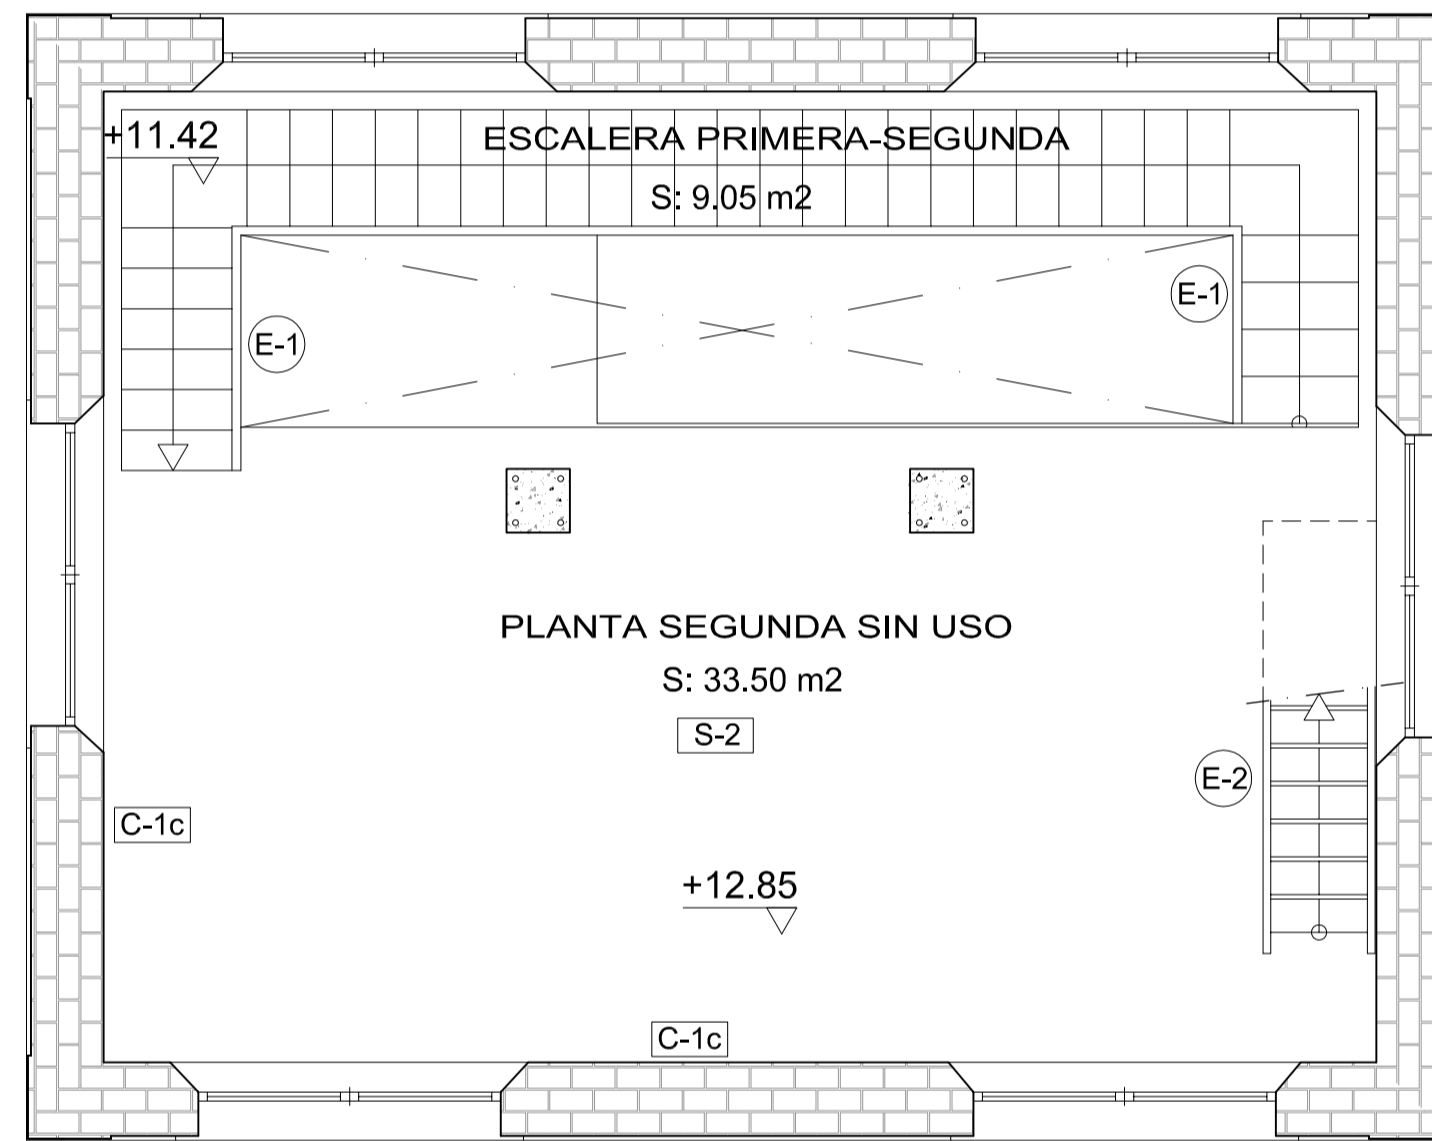 +11.42
ESCALERA PRIMERA-SEGUNDA
S: 9.05 m2
E-1
E-1
PLANTA SEGUNDA SIN USO
S: 33.50 m2
S-2
E-2
C-1c
+12.85
C-1c